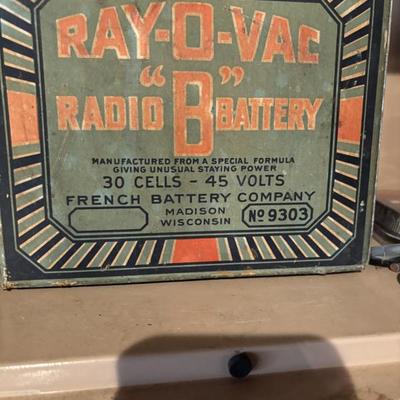 RAY-O-VAC
"B"
RADIO BATTERY
MANUFACTURED FROM A SPECIAL FORMULA
GIVING UNUSUAL STAYING POWER
30 CELLS - 45 VOLTS
FRENCH BATTERY COMPANY
MADISON
WISCONSIN
Nº 9303